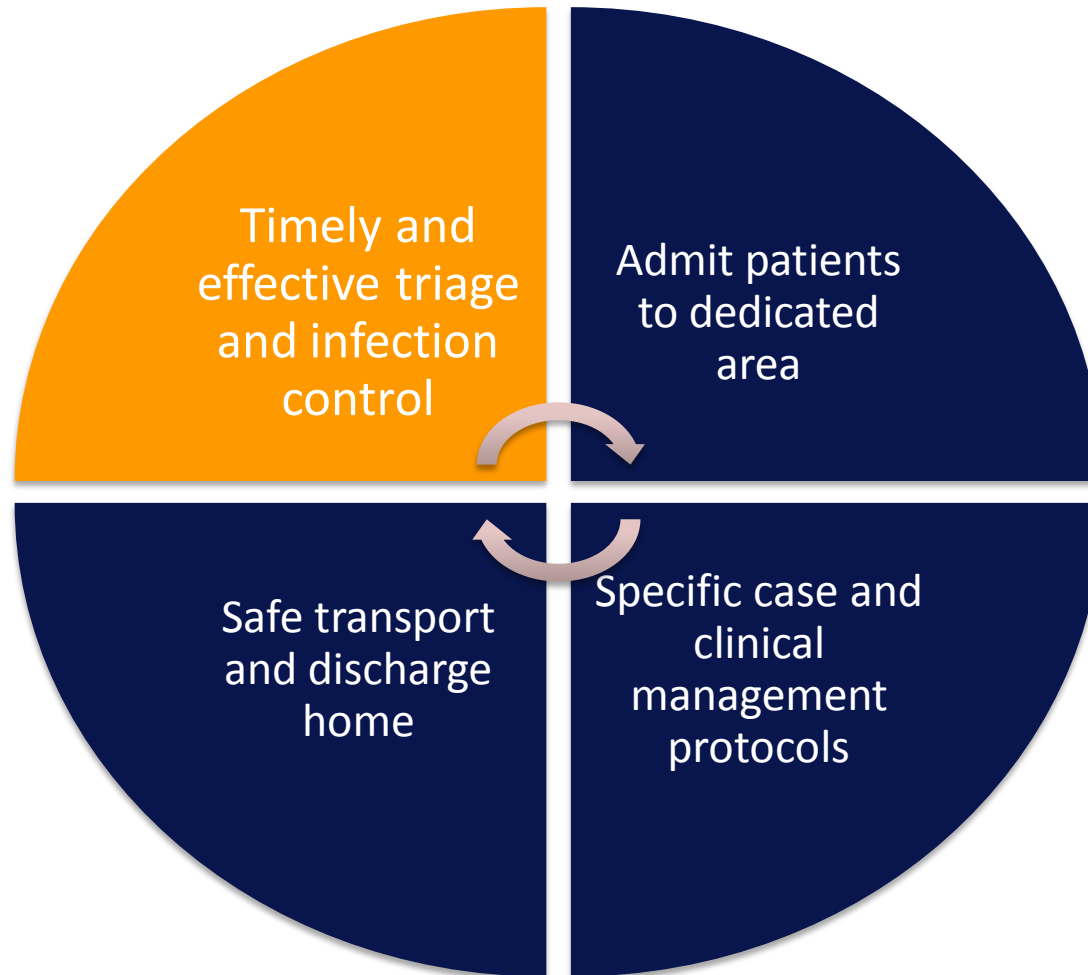 Timely and
effective triage
and infection
control
Admit patients
to dedicated
area
Specific case and
clinical
management
protocols
Safe transport
and discharge
home